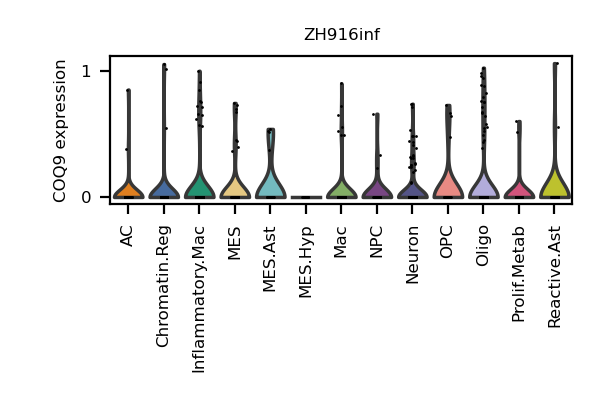 ZH916inf
COQ9 expression
1
0
AC
Chromatin.Reg
Inflammatory.Mac
MES
MES.Ast
MES.Hyp
Mac
NPC
Neuron
OPC
Oligo
Prolif.Metab
Reactive.Ast